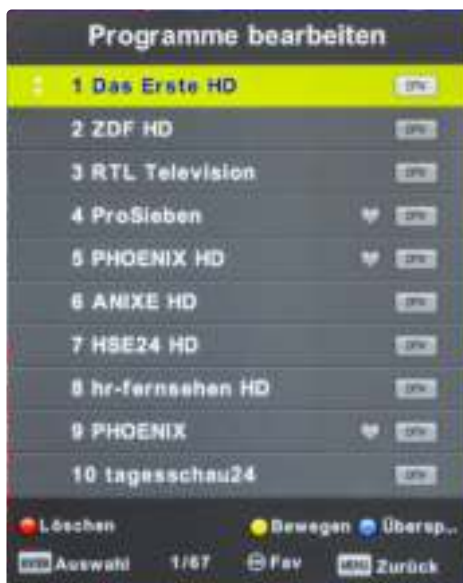 Programme bearbeiten
1 Das Erste HD
2 ZDF HD
3 RTL Television
4 ProSieben
5 PHOENIX HD
6 ANIXE HD
7 HSE24 HD
8 hr-fernsehen HD
9 PHOENIX
10 tagesschau24
Löschen Bewegen Übersp...
Auswahl 1/67 Fav MENU Zurück